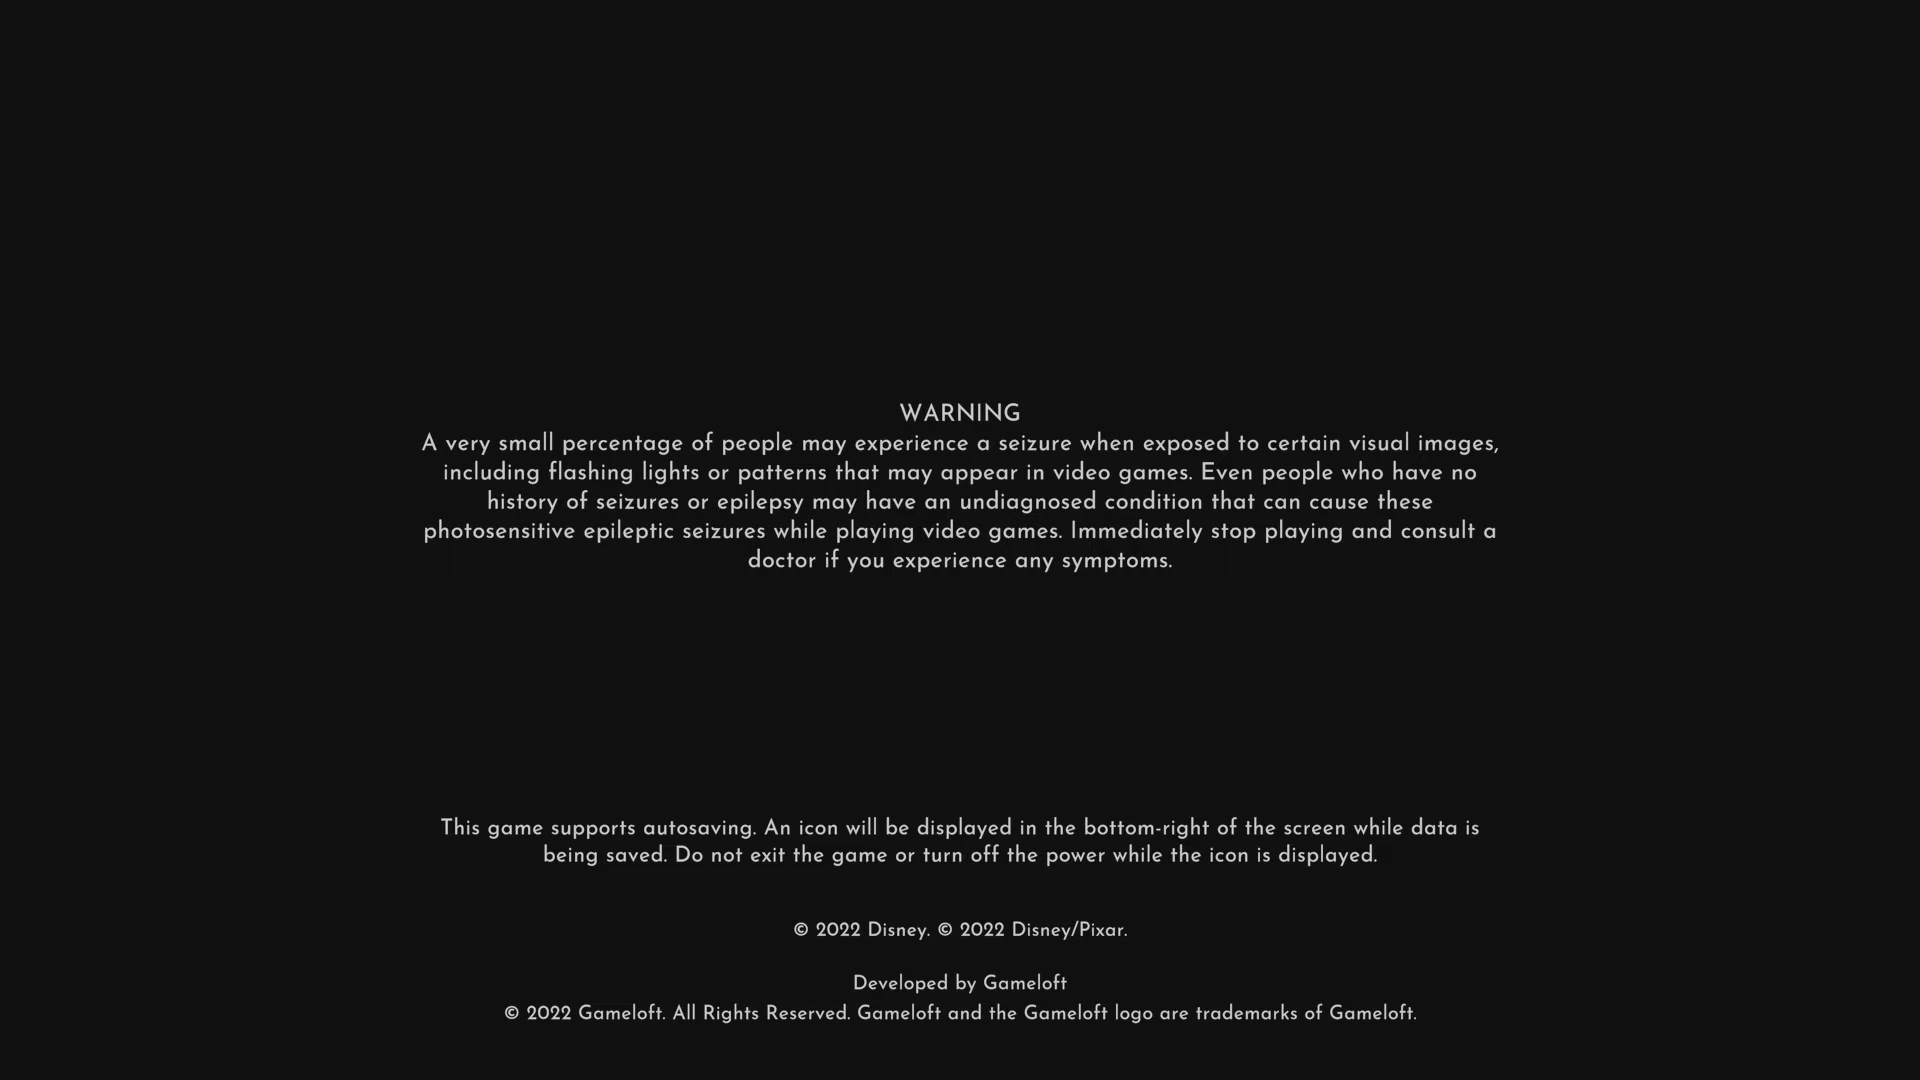 WARNING
A very small percentage of people may experience a seizure when exposed to certain visual images,
including flashing lights or patterns that may appear in video games. Even people who have no
history of seizures or epilepsy may have an undiagnosed condition that can cause these
photosensitive epileptic seizures while playing video games. Immediately stop playing and consult a
doctor if you experience any symptoms.
This game supports autosaving. An icon will be displayed in the bottom-right of the screen while data is
being saved. Do not exit the game or turn off the power while the icon is displayed.
© 2022 Disney. © 2022 Disney/Pixar.
Developed by Gameloft
© 2022 Gameloft. All Rights Reserved. Gameloft and the Gameloft logo are trademarks of Gameloft.